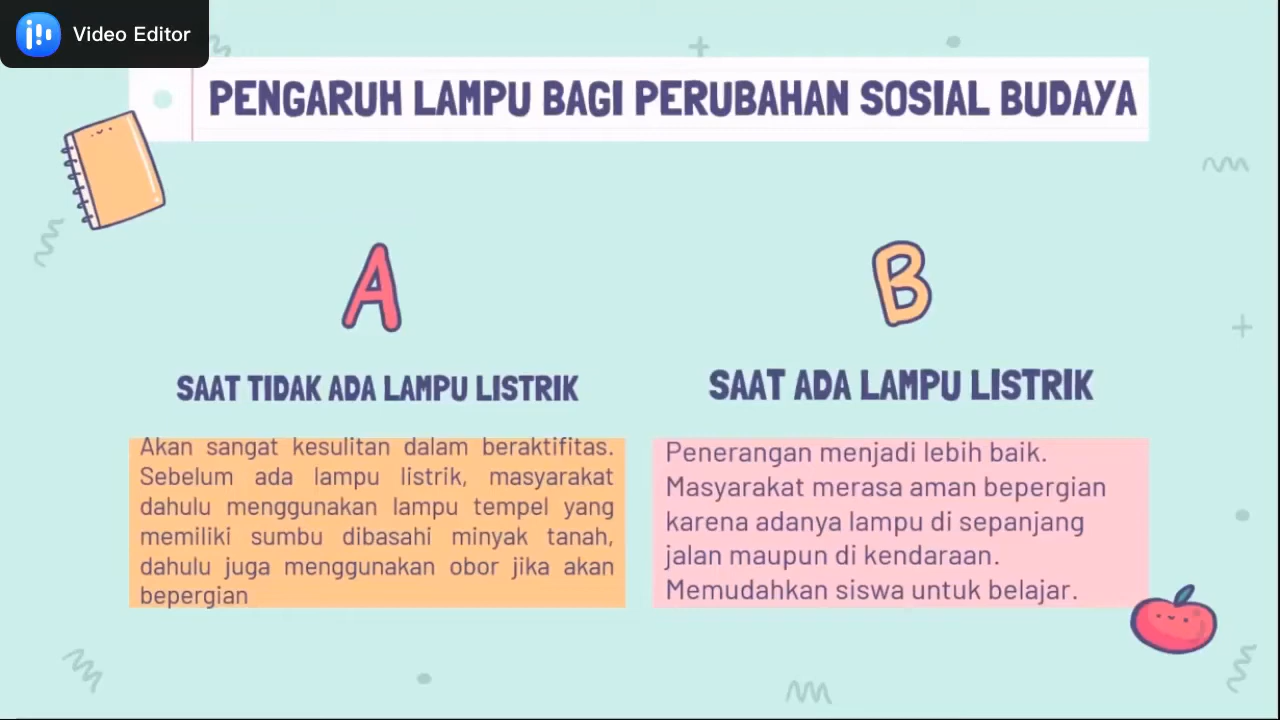 Video Editor
PENGARUH LAMPU BAGI PERUBAHAN SOSIAL BUDAYA
A
SAAT TIDAK ADA LAMPU LISTRIK
Akan sangat kesulitan dalam beraktifitas.
Sebelum ada lampu listrik, masyarakat
dahulu menggunakan lampu tempel yang
memiliki sumbu dibasahi minyak tanah,
dahulu juga menggunakan obor jika akan
bepergian
B
SAAT ADA LAMPU LISTRIK
Penerangan menjadi lebih baik.
Masyarakat merasa aman bepergian
karena adanya lampu di sepanjang
jalan maupun di kendaraan.
Memudahkan siswa untuk belajar.